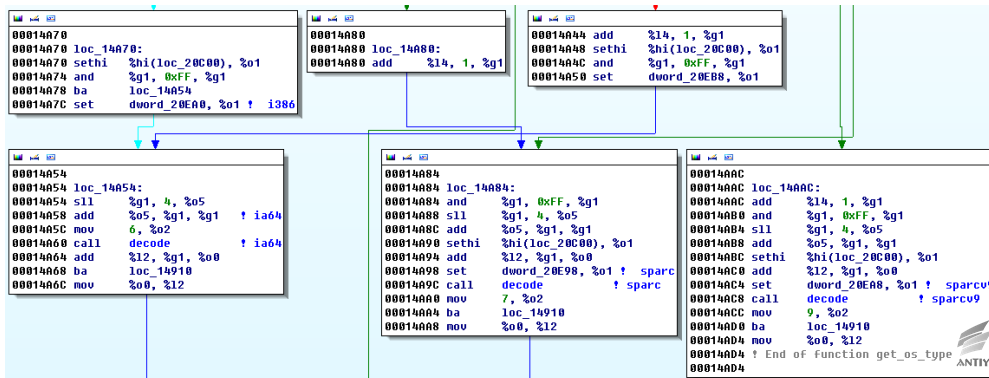 00014A70
00014A70 loc_14A70:
00014A70 sethi %hi(loc_20C00), %o1
00014A74 and %g1, 0xFF, %g1
00014A78 ba loc_14A54
00014A7C set dword_20EA0, %o1 ! i386
00014A80
00014A80 loc_14A80:
00014A80 add %l4, 1, %g1
00014A44 add %l4, 1, %g1
00014A48 sethi %hi(loc_20C00), %o1
00014A4C and %g1, 0xFF, %g1
00014A50 set dword_20EB8, %o1
00014A54
00014A54 loc_14A54:
00014A54 sll %g1, 4, %o5
00014A58 add %o5, %g1, %g1 ! ia64
00014A5C mov 6, %o2
00014A60 call decode ! ia64
00014A64 add %l2, %g1, %o0
00014A68 ba loc_14910
00014A6C mov %o0, %l2
00014A84
00014A84 loc_14A84:
00014A84 and %g1, 0xFF, %g1
00014A88 sll %g1, 4, %o5
00014A8C add %o5, %g1, %g1
00014A90 sethi %hi(loc_20C00), %o1
00014A94 add %l2, %g1, %o0
00014A98 set dword_20E98, %o1 ! sparc
00014A9C call decode ! sparc
00014AA0 mov 7, %o2
00014AA4 ba loc_14910
00014AA8 mov %o0, %l2
00014AAC
00014AAC loc_14AAC:
00014AAC add %l4, 1, %g1
00014AB0 and %g1, 0xFF, %g1
00014AB4 sll %g1, 4, %o5
00014AB8 add %o5, %g1, %g1
00014ABC sethi %hi(loc_20C00), %o1
00014AC0 add %l2, %g1, %o0
00014AC4 set dword_20EA8, %o1 ! sparcv9
00014AC8 call decode ! sparcv9
00014ACC mov 9, %o2
00014AD0 ba loc_14910
00014AD4 mov %o0, %l2
00014AD4 ! End of function get_os_type
00014AD4
ANTIY